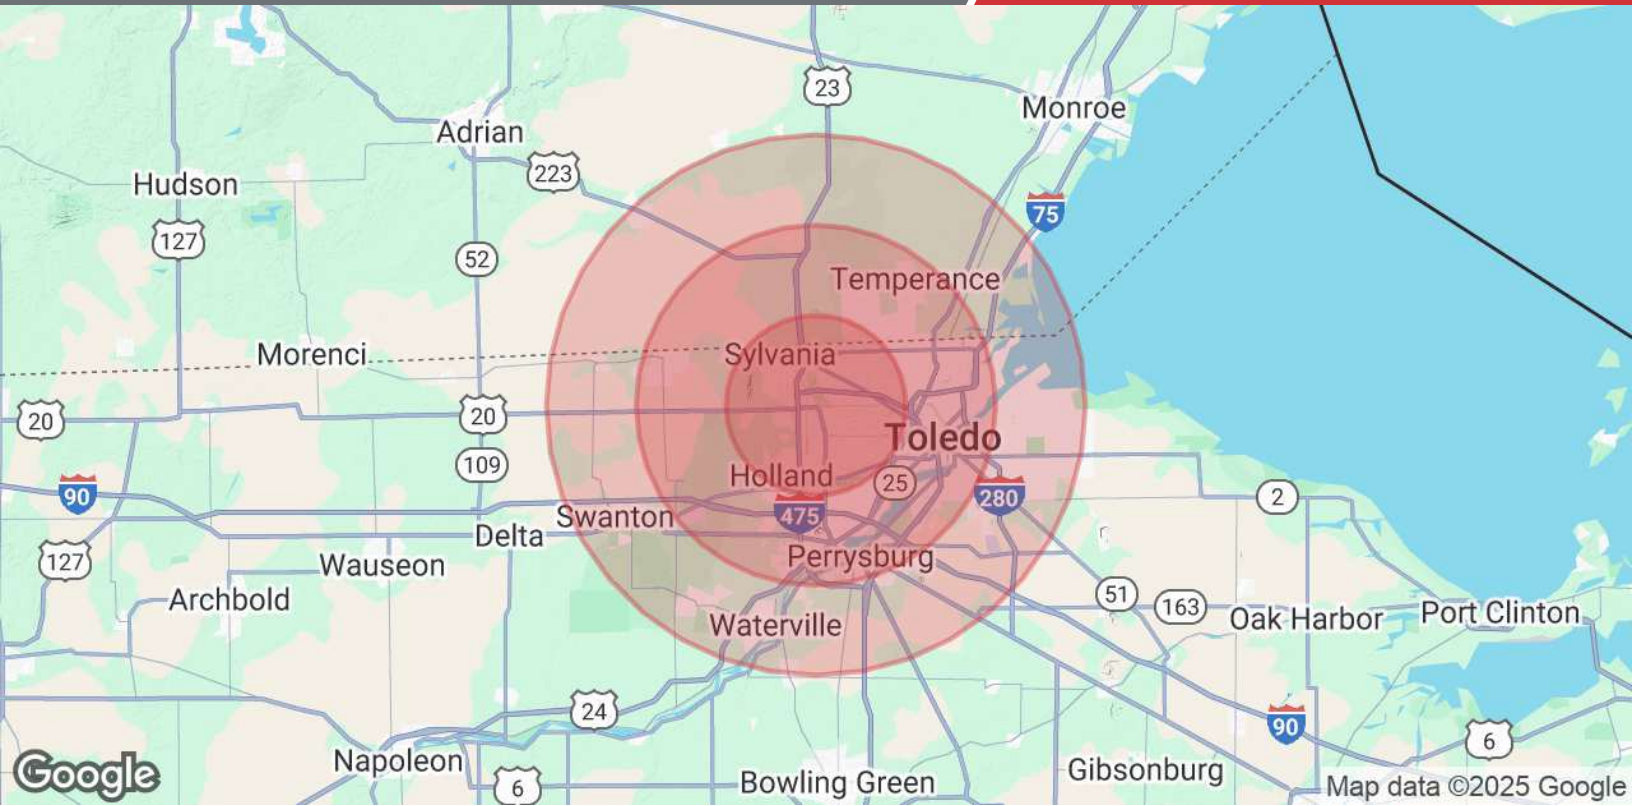 23
Monroe
Adrian
223
Hudson
75
127
52
Temperance
Morenci
Sylvania
20
20
Toledo
109
Holland
25
90
280
2
475
Swanton
Delta
Perrysburg
127
Wauseon
51
163
Archbold
Oak Harbor
Port Clinton
Waterville
24
90
6
Napoleon
Google
6
Bowling Green
Gibsonburg
Map data ©2025 Google